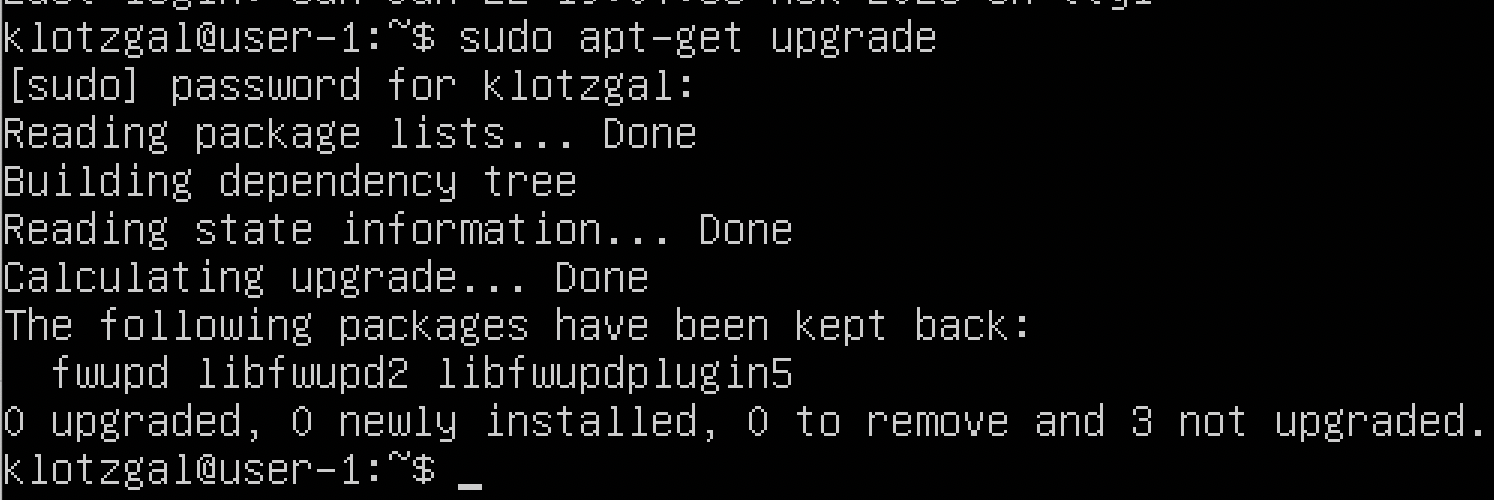 klotzgal@user-1:~$ sudo apt-get upgrade
[sudo] password for klotzgal:
Reading package lists... Done
Building dependency tree
Reading state information... Done
Calculating upgrade... Done
The following packages have been kept back:
  fwupd libfwupd2 libfwupdplugin5
0 upgraded, 0 newly installed, 0 to remove and 3 not upgraded.
klotzgal@user-1:~$ _